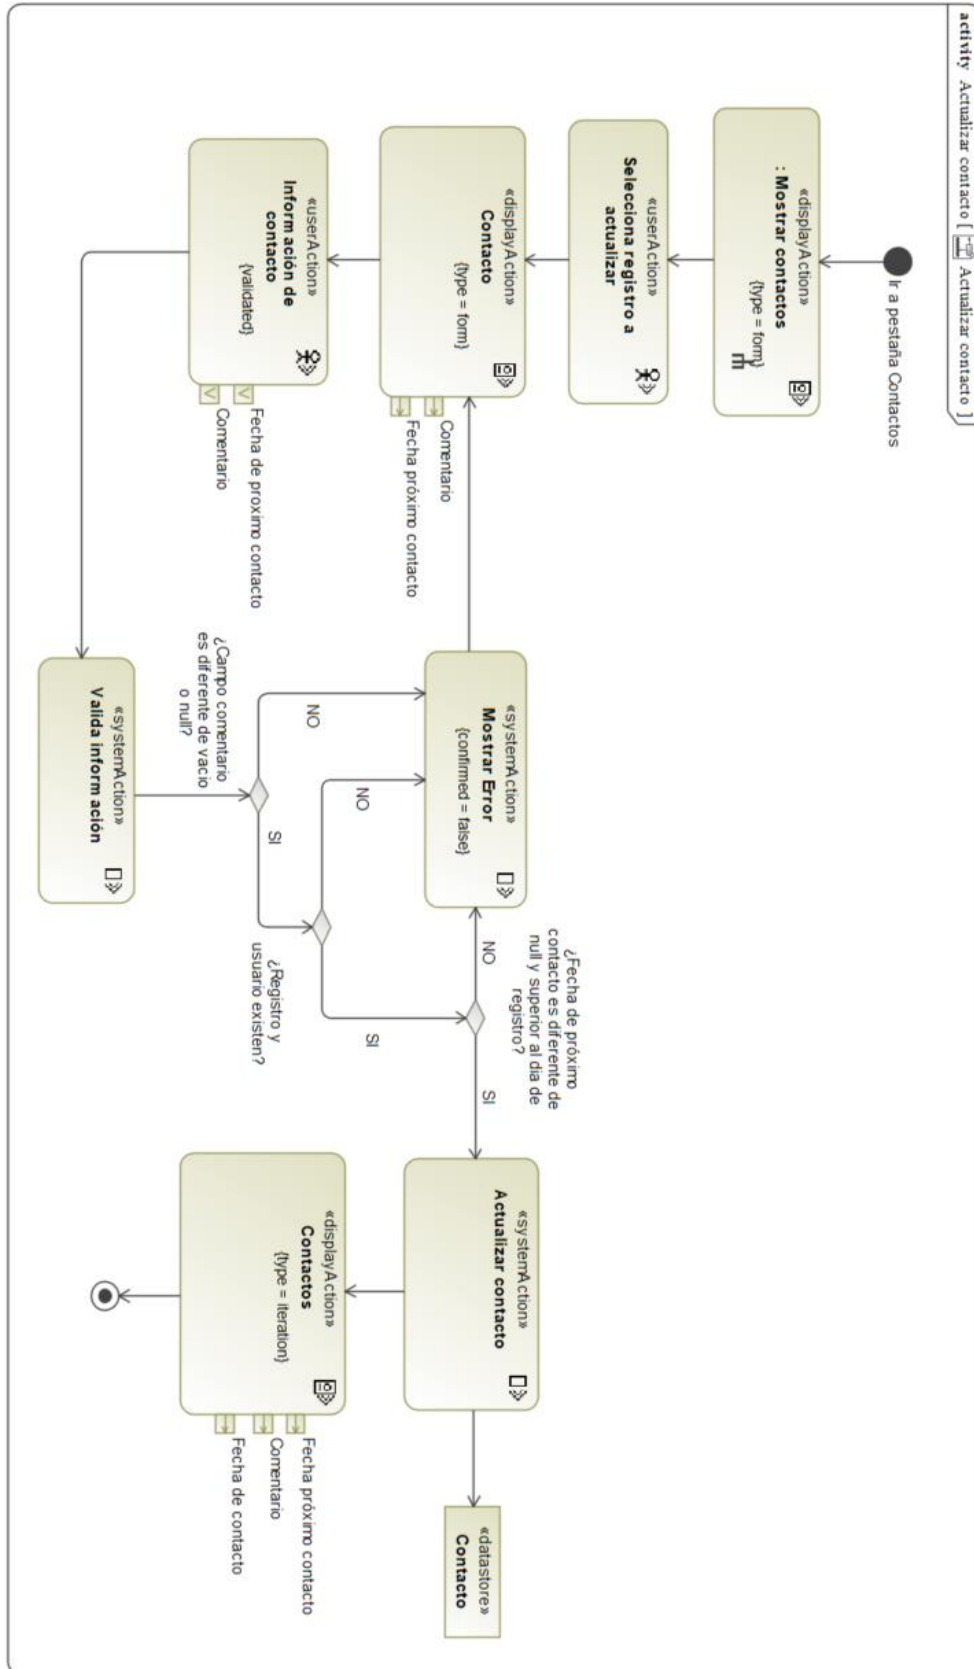 activity Actualizar contacto [ Actualizar contacto ]
Ir a pestaña Contactos
«displayAction»
: Mostrar contactos
{type = form}
«userAction»
Selecciona registro a
actualizar
«displayAction»
Contacto
{type = form}
Comentario
Fecha próximo contacto
«userAction»
Información de
contacto
{validated}
Fecha de proximo contacto
Comentario
«systemAction»
Valida información
¿Campo comentario
es diferente de vacio
o null?
NO
SI
¿Registro y
usuario existen?
NO
SI
«systemAction»
Mostrar Error
{confirmed = false}
¿Fecha de próximo
contacto es diferente de
null y superior al dia de
registro?
NO
SI
«systemAction»
Actualizar contacto
«datastore»
Contacto
«displayAction»
Contactos
{type = iteration}
Fecha próximo contacto
Comentario
Fecha de contacto